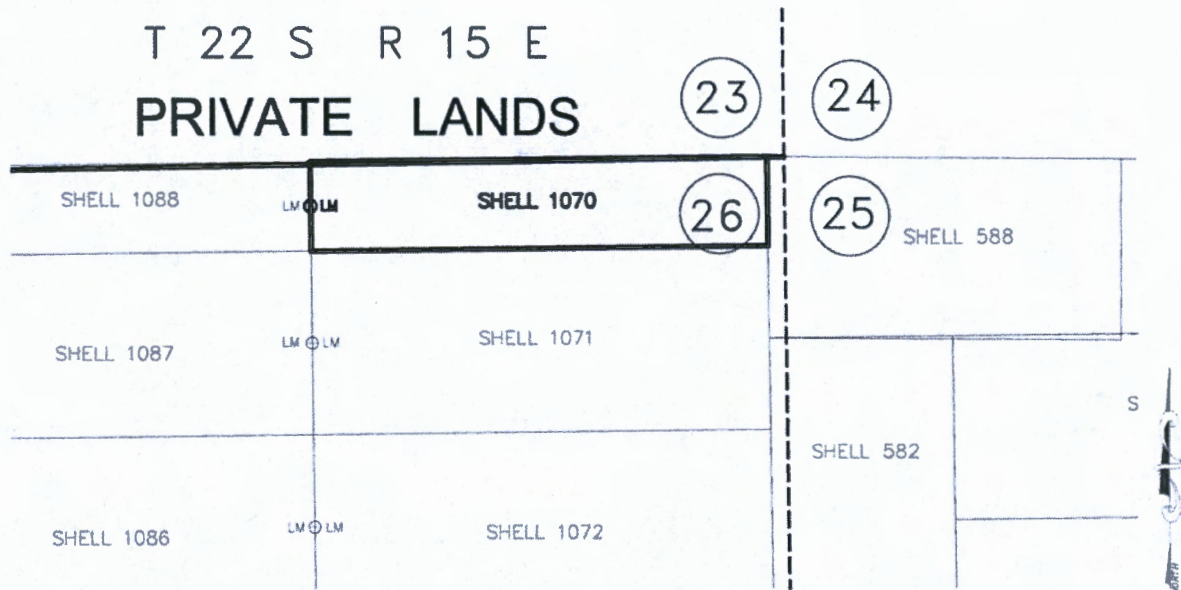 T 22 S R 15 E
PRIVATE LANDS
23
24
SHELL 1088
LM LM
SHELL 1070
26
25
SHELL 588
SHELL 1087
LM LM
SHELL 1071
S
SHELL 582
SHELL 1086
LM LM
SHELL 1072
NORTH